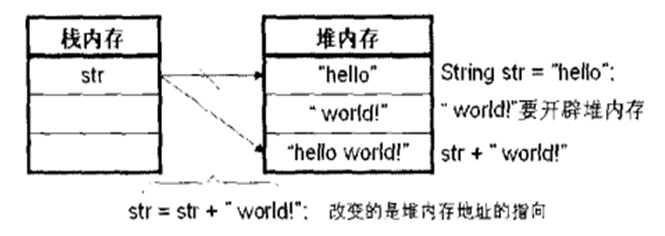 栈内存 堆内存
str "hello" String str = "hello";
" world!" " world!"要开辟堆内存
"hello world!" str + " world!"
str = str + " world!"; 改变的是堆内存地址的指向